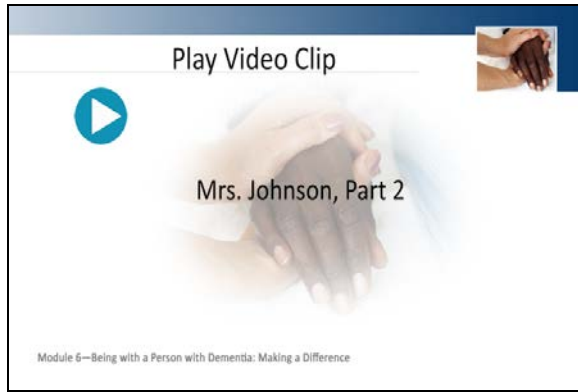 Play Video Clip
Mrs. Johnson, Part 2
Module 6—Being with a Person with Dementia: Making a Difference